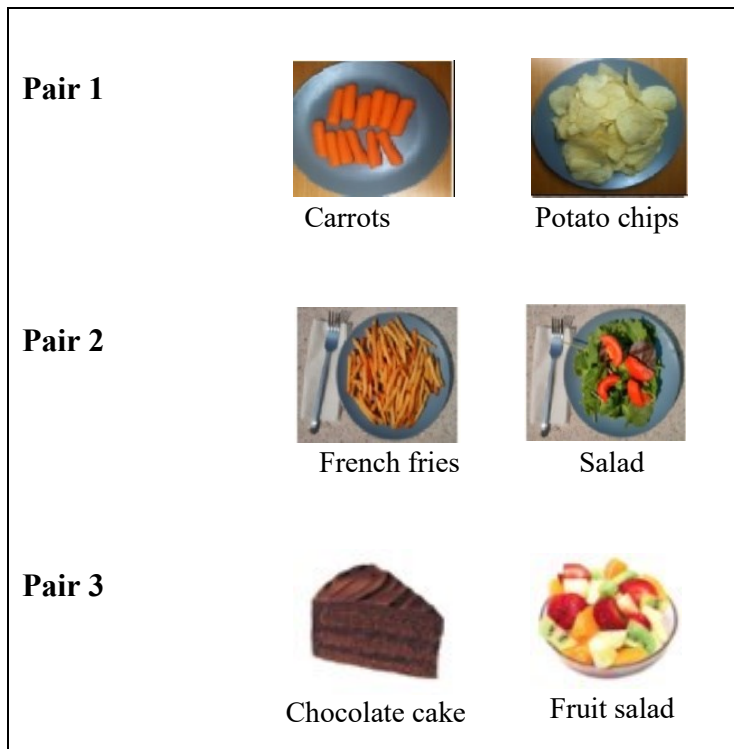 Pair 1
Carrots
Potato chips
Pair 2
French fries
Salad
Pair 3
Chocolate cake
Fruit salad